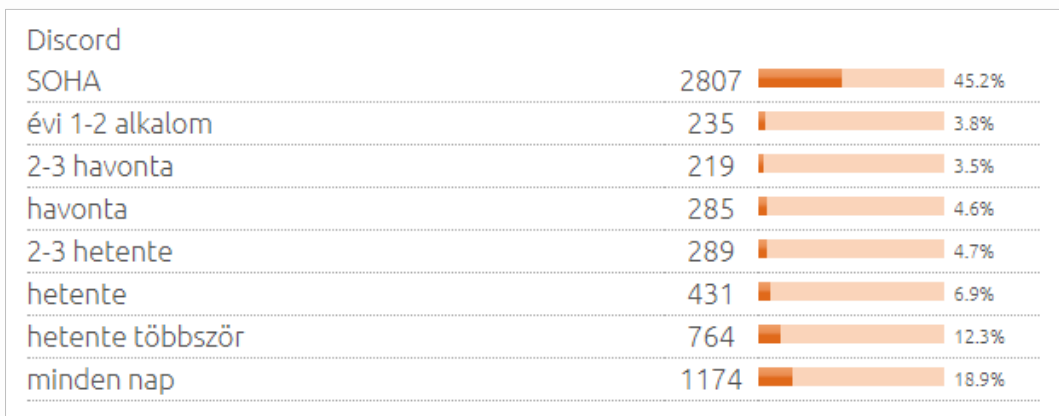 Discord
SOHA 2807 45.2%
évi 1-2 alkalom 235 3.8%
2-3 havonta 219 3.5%
havonta 285 4.6%
2-3 hetente 289 4.7%
hetente 431 6.9%
hetente többször 764 12.3%
minden nap 1174 18.9%